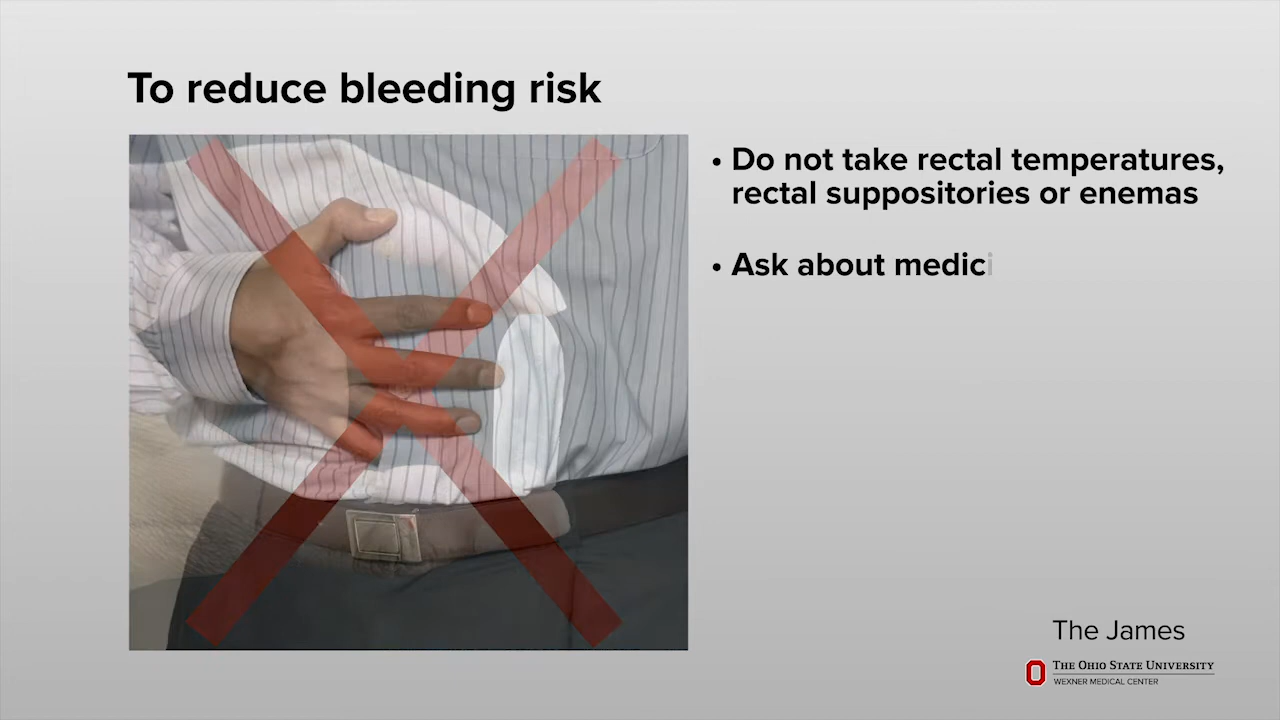 To reduce bleeding risk
• Do not take rectal temperatures,
rectal suppositories or enemas
• Ask about medici
The James
THE OHIO STATE UNIVERSITY
WEXNER MEDICAL CENTER